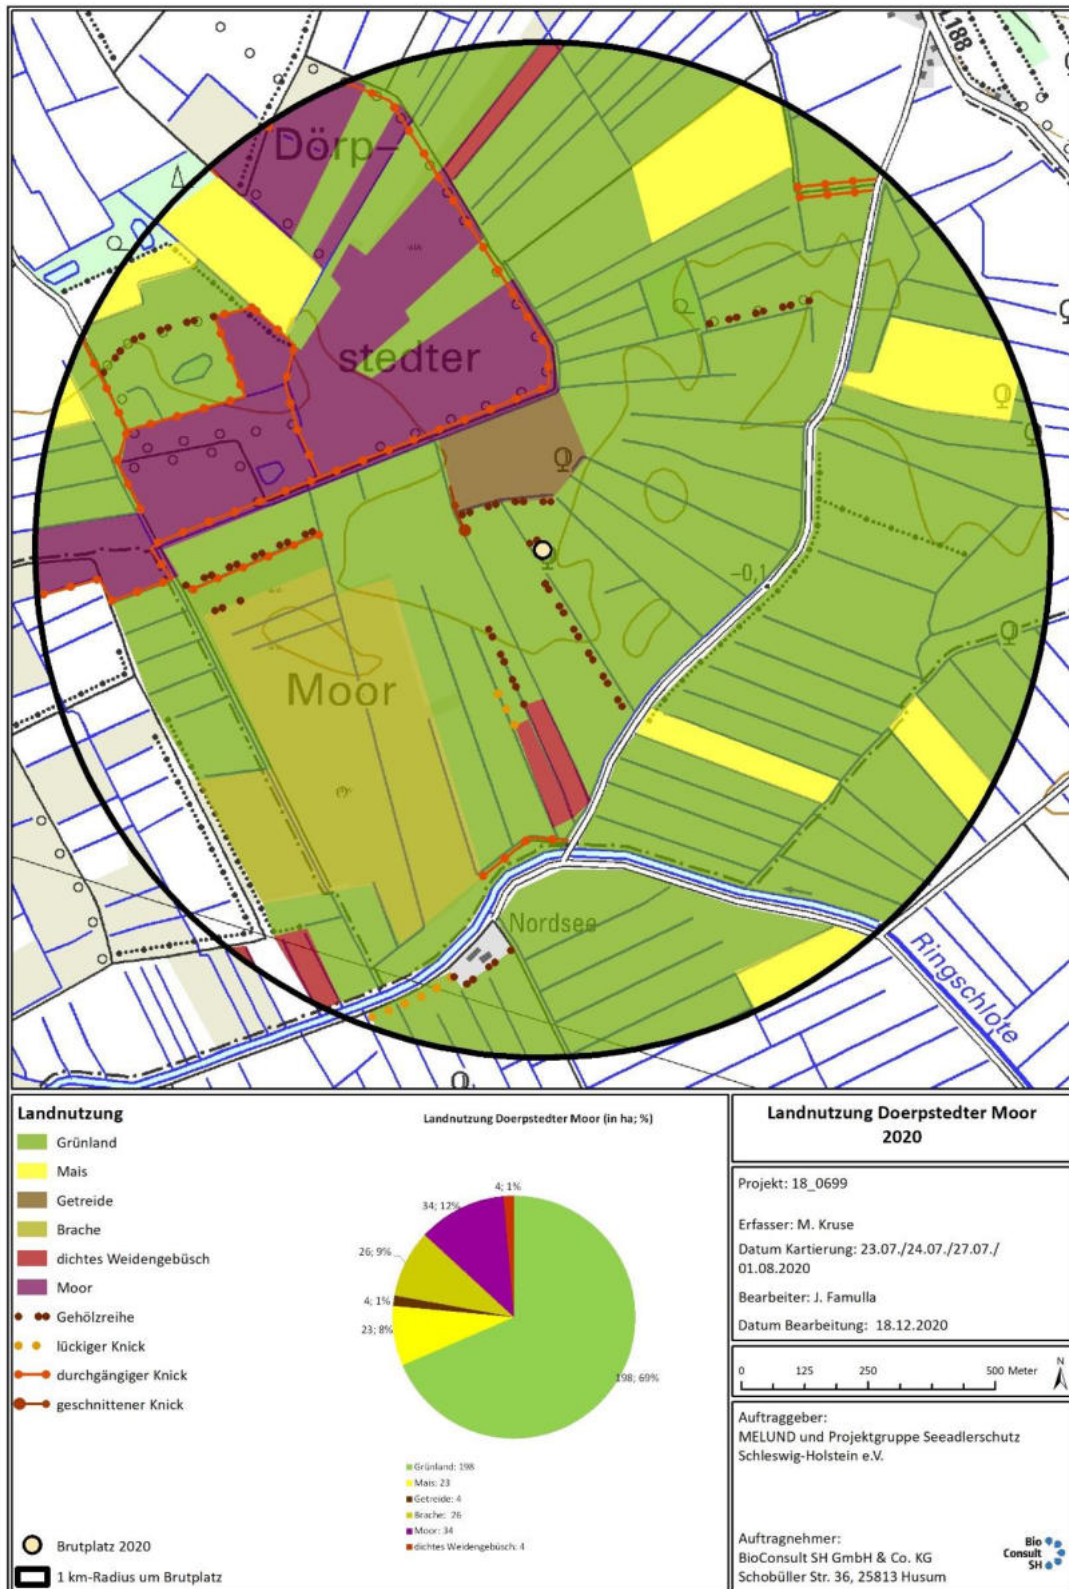 L188
Dörp-
stedter
-0,1
Moor
Nordsee
Ringschlote
Landnutzung
Grünland
Mais
Getreide
Brache
dichtes Weidengebüsch
Moor
Gehölzreihe
lückiger Knick
durchgängiger Knick
geschnittener Knick
Brutplatz 2020
1 km-Radius um Brutplatz
Landnutzung Doerpstedter Moor (in ha; %)
4; 1%
34; 12%
26; 9%
4; 1%
23; 8%
198; 69%
Grünland: 198
Mais: 23
Getreide: 4
Brache: 26
Moor: 34
dichtes Weidengebüsch: 4
Landnutzung Doerpstedter Moor
2020
Projekt: 18_0699
Erfasser: M. Kruse
Datum Kartierung: 23.07./24.07./27.07./
01.08.2020
Bearbeiter: J. Famulla
Datum Bearbeitung: 18.12.2020
0 125 250 500 Meter
N
Auftraggeber:
MELUND und Projektgruppe Seeadlerschutz
Schleswig-Holstein e.V.
Auftragnehmer:
BioConsult SH GmbH & Co. KG
Schobüller Str. 36, 25813 Husum
Bio
Consult
SH